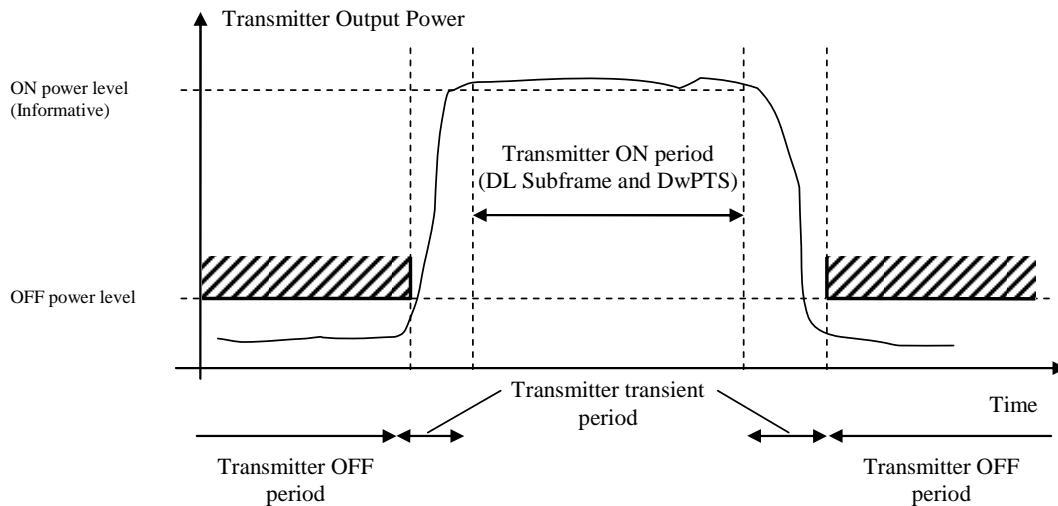 Transmitter Output Power
ON power level
(Informative)
Transmitter ON period
(DL Subframe and DwPTS)
OFF power level
Transmitter transient
period
Time
Transmitter OFF
period
Transmitter OFF
period